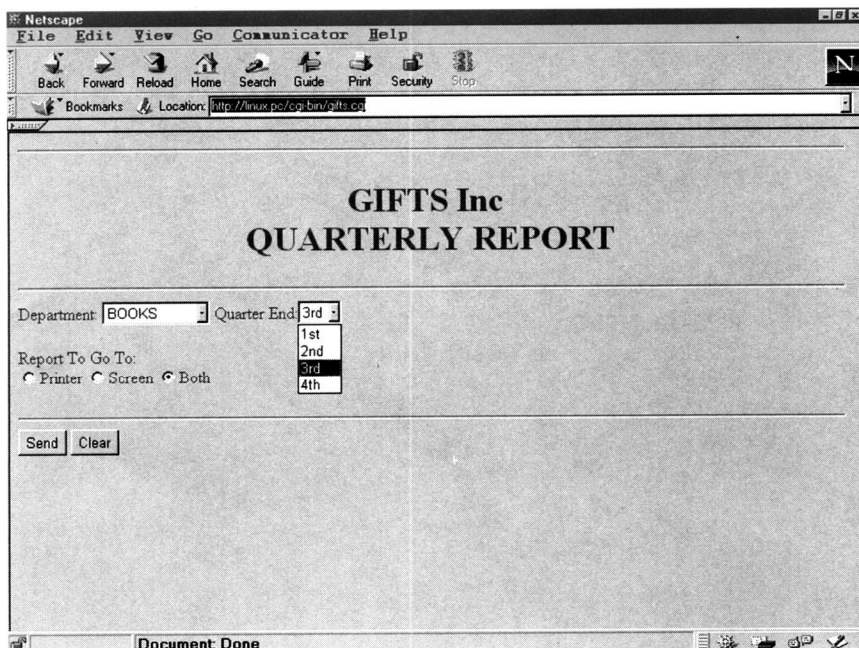 Netscape
File Edit View Go Communicator Help
Back Forward Reload Home Search Guide Print Security Stop
N
Bookmarks Location: http://linux.pc/cgi-bin/gifts.cgi
GIFTS Inc
QUARTERLY REPORT
Department: BOOKS Quarter End: 3rd
1st
2nd
3rd
4th
Report To Go To:
Printer Screen Both
Send Clear
Document: Done